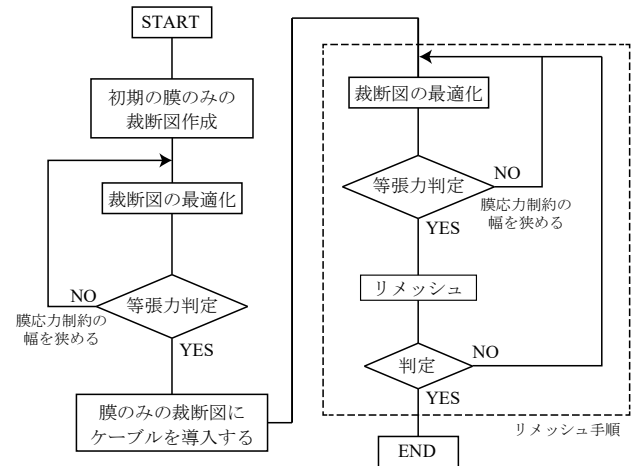 START
初期の膜のみの
裁断図作成
裁断図の最適化
等張力判定
NO
膜応力制約の
幅を狭める
YES
膜のみの裁断図に
ケーブルを導入する
裁断図の最適化
等張力判定
NO
膜応力制約の
幅を狭める
YES
リメッシュ
判定
NO
YES
リメッシュ手順
END